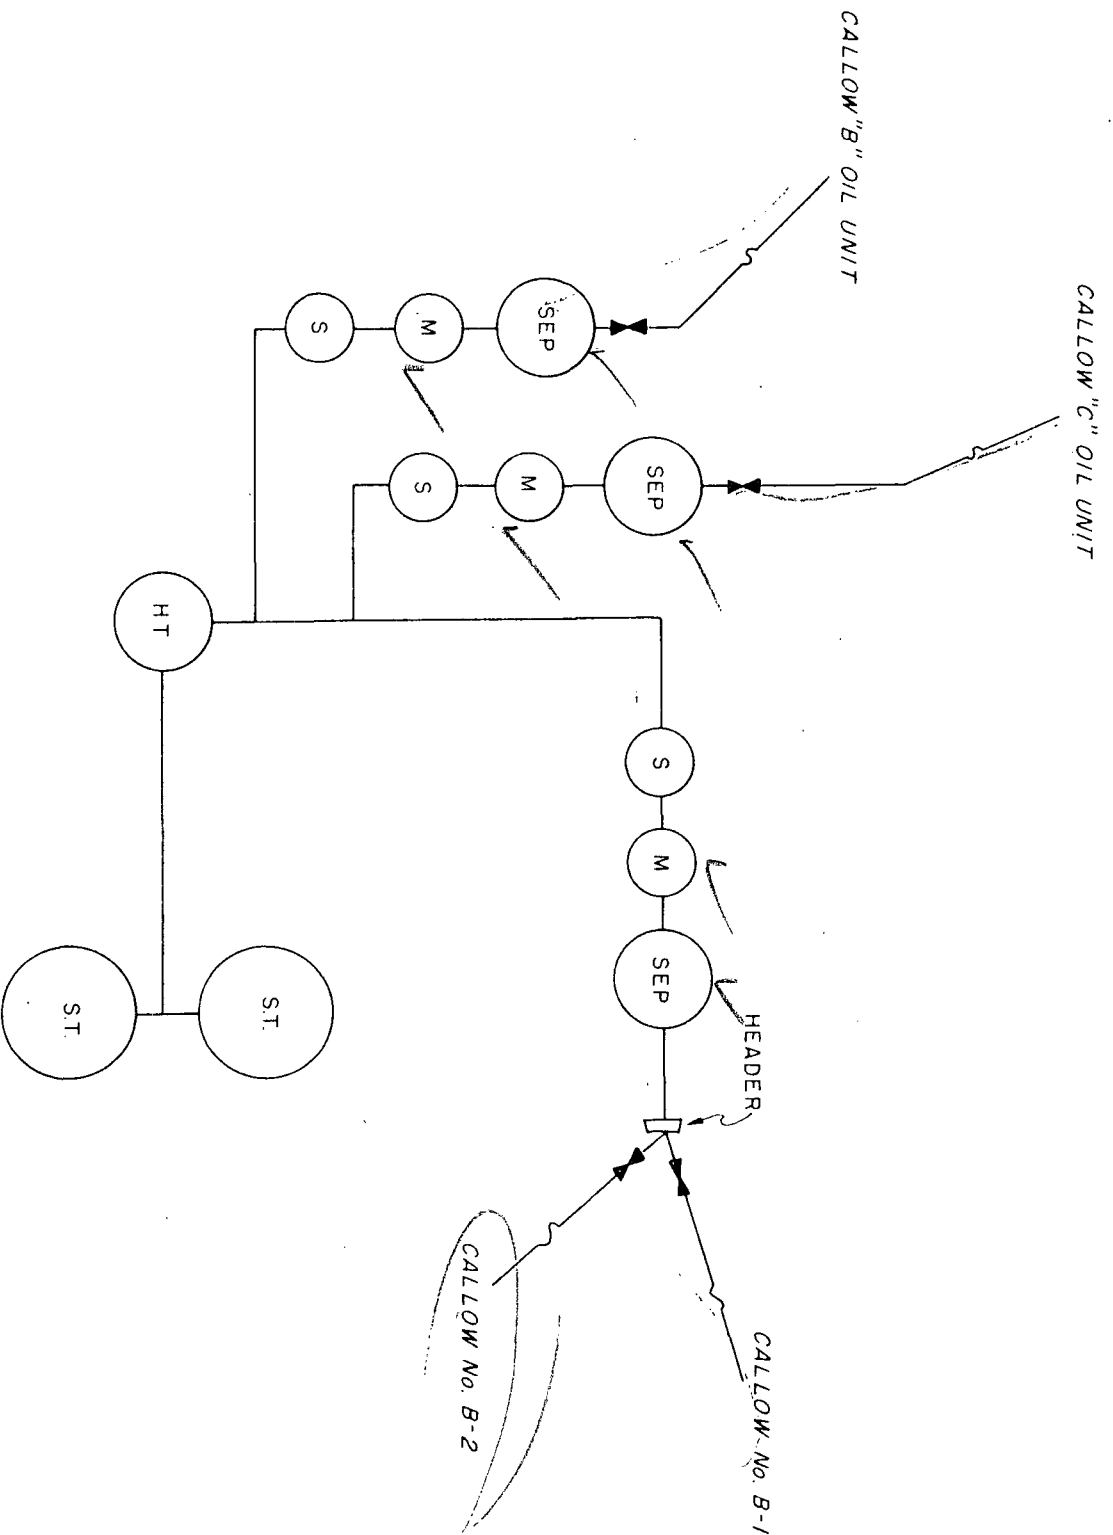 CALLOW "C" OIL UNIT
CALLOW "B" OIL UNIT
SEP
M
S
SEP
M
S
HT
S
M
SEP
HEADER
CALLOW No. B-1
CALLOW No. B-2
S.T.
S.T.